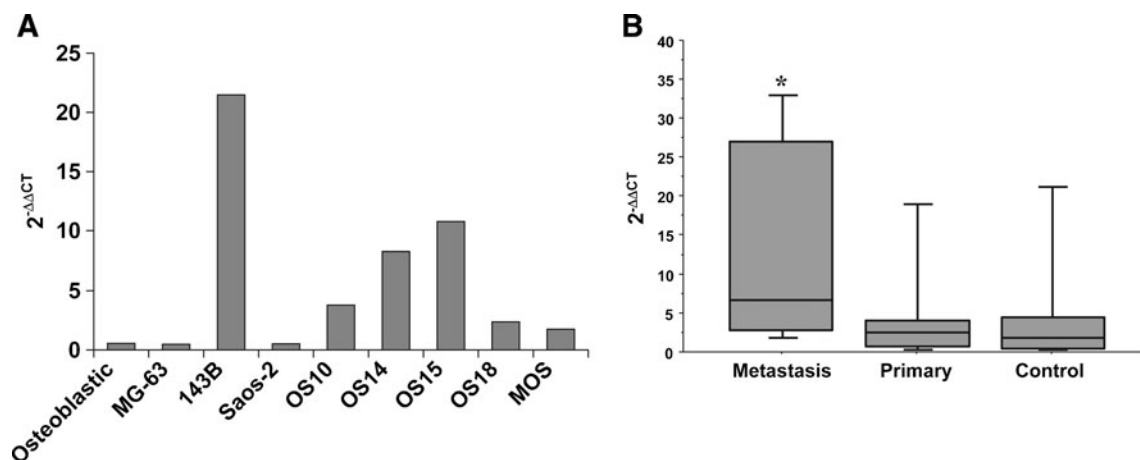 A
25
20
15
10
5
0
2-ΔΔCT
Osteoblastic
MG-63
143B
Saos-2
OS10
OS14
OS15
OS18
MOS
B
40
35
30
25
20
15
10
5
0
2-ΔΔCT
*
Metastasis
Primary
Control